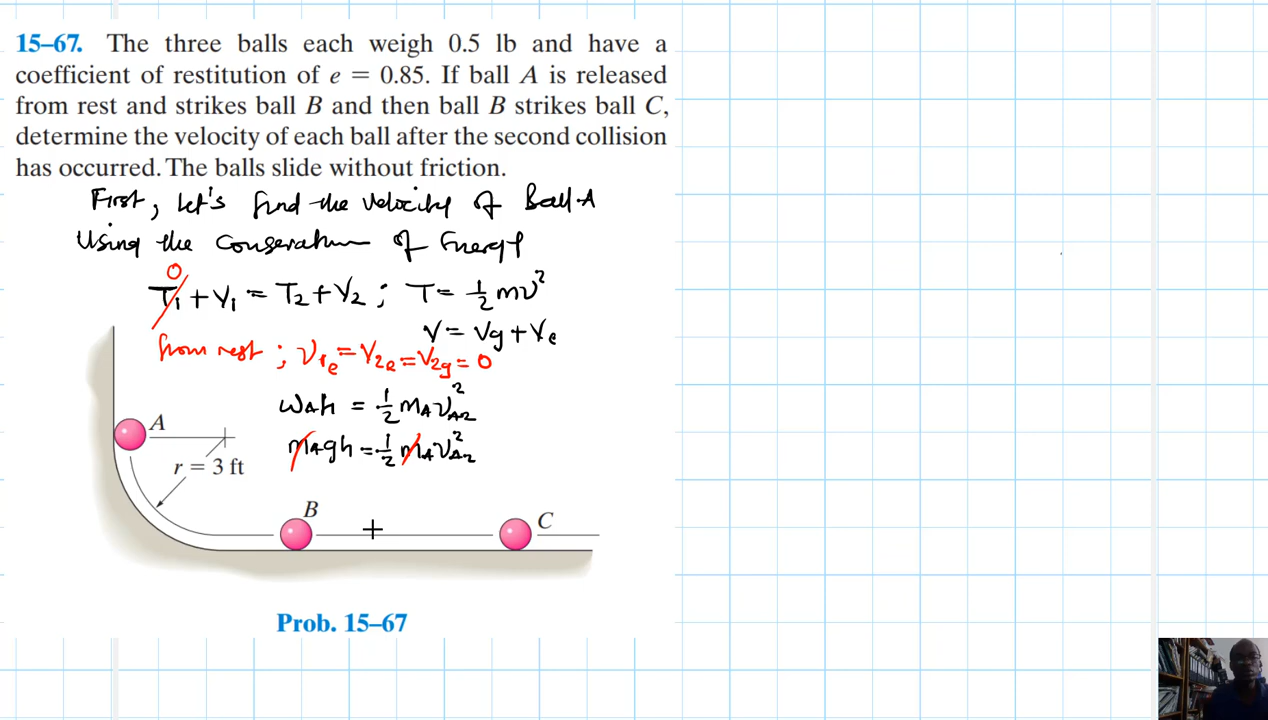 15–67. The three balls each weigh 0.5 lb and have a
coefficient of restitution of e = 0.85. If ball A is released
from rest and strikes ball B and then ball B strikes ball C,
determine the velocity of each ball after the second collision
has occurred. The balls slide without friction.
First, let's find the velocity of Ball A
Using the Conservation of Energy
0
T₁ + V₁ = T₂ + V₂ ; T = 1/2 mv²
V = Vg + Ve
from rest ; V₁e = V₂e = V₂g = 0
WAh = 1/2 mA vA2²
mAgh = 1/2 mA vA2²
A
r = 3 ft
B
C
Prob. 15–67